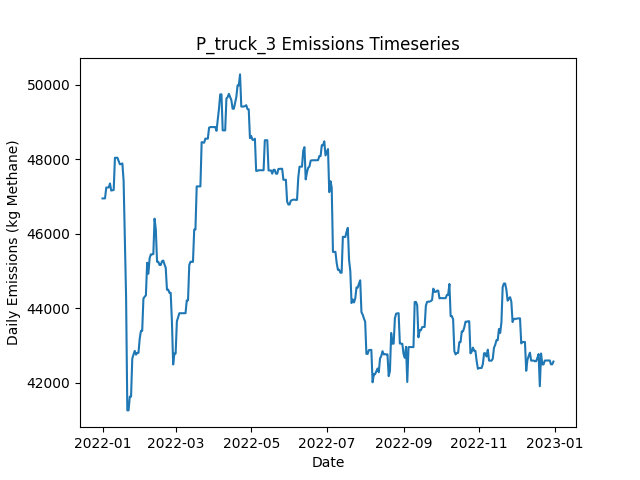 P_truck_3 Emissions Timeseries
Daily Emissions (kg Methane)
50000
48000
46000
44000
42000
2022-01 2022-03 2022-05 2022-07 2022-09 2022-11 2023-01
Date